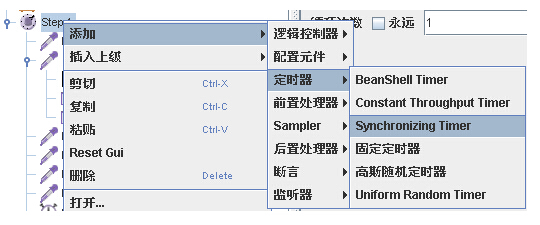 Step
循环次数 永远 1
添加
插入上级
剪切 Ctrl-X
复制 Ctrl-C
粘贴 Ctrl-V
Reset Gui
删除 Delete
打开...
逻辑控制器
配置元件
定时器
前置处理器
Sampler
后置处理器
断言
监听器
BeanShell Timer
Constant Throughput Timer
Synchronizing Timer
固定定时器
高斯随机定时器
Uniform Random Timer